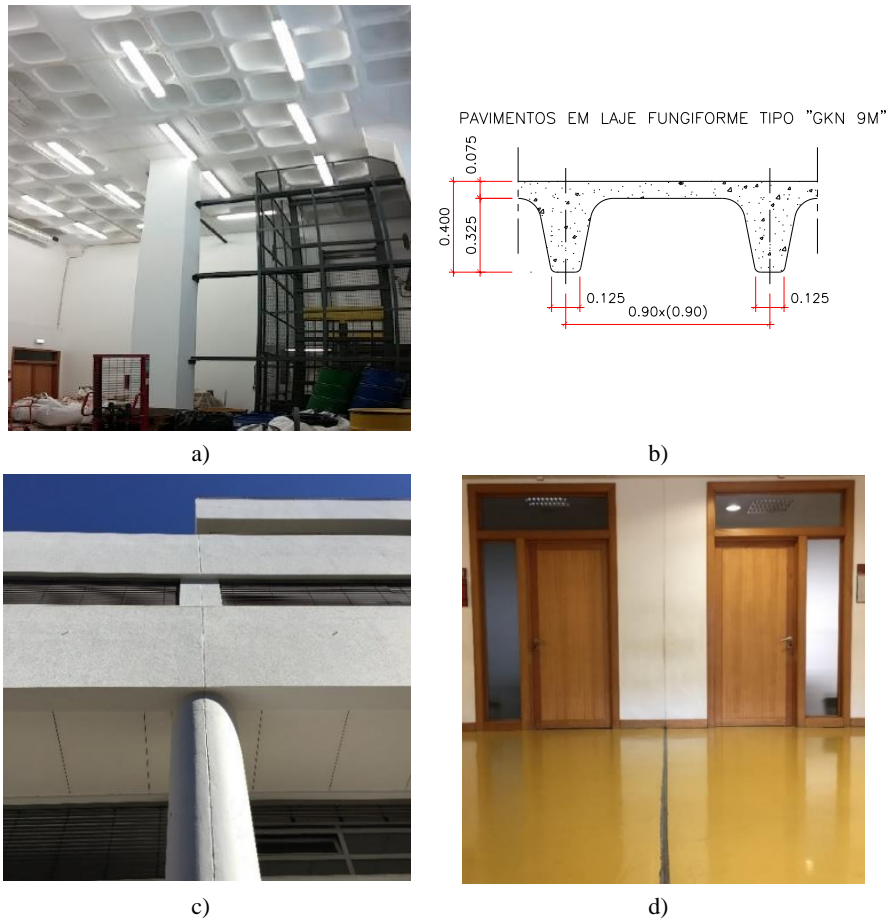 a)
PAVIMENTOS EM LAJE FUNGIFORME TIPO "GKN 9M"
0.075
0.400
0.325
0.125
0.125
0.90x(0.90)
b)
c)
d)